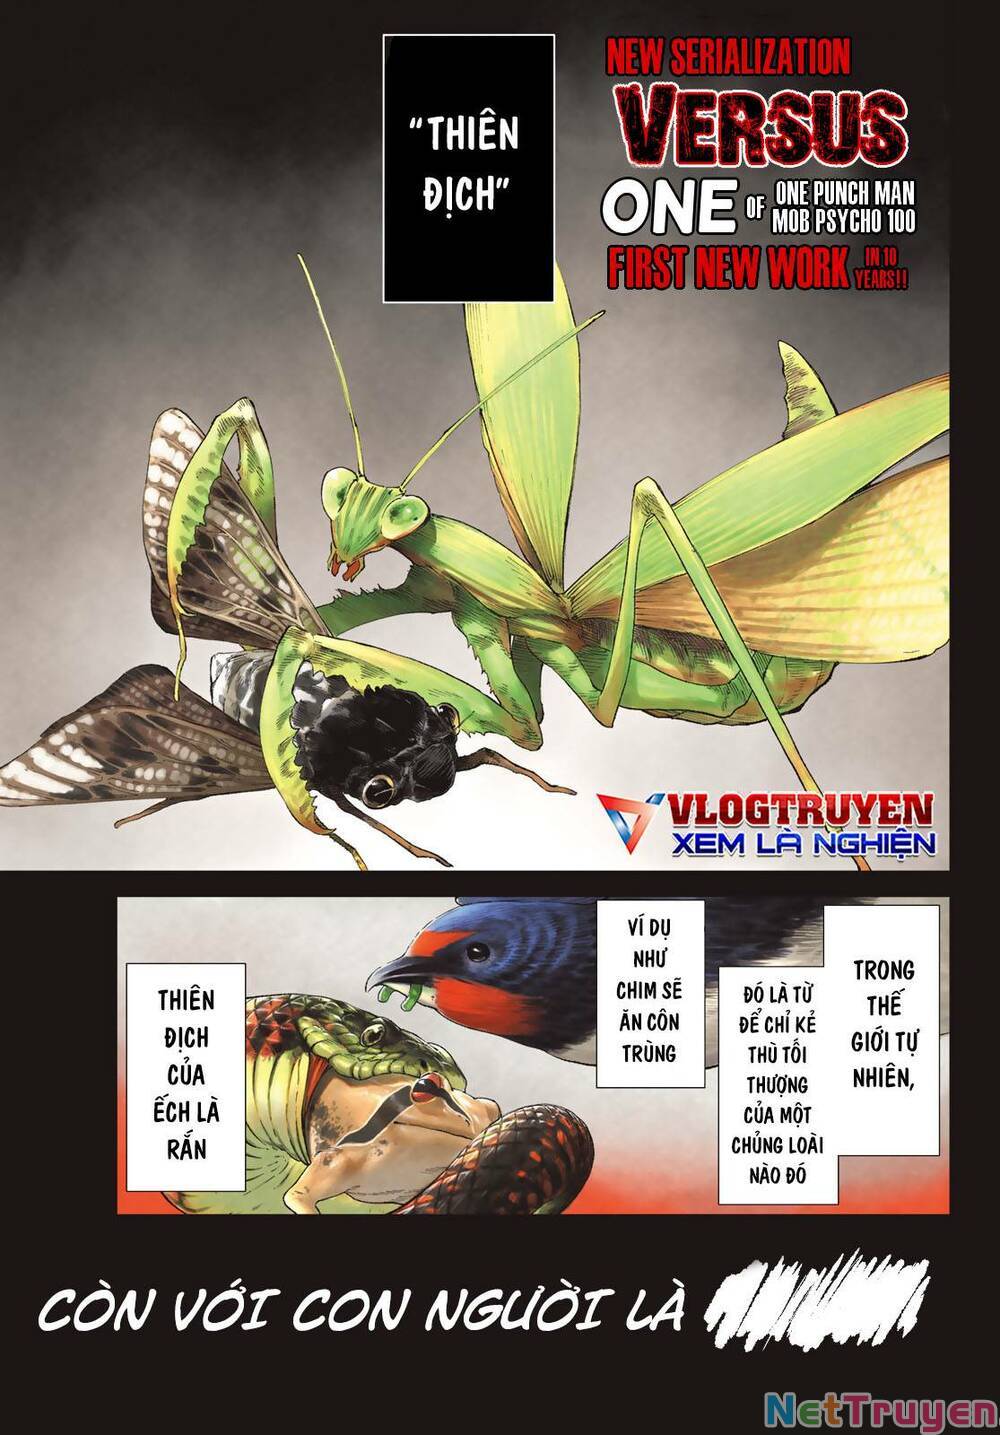 NEW SERIALIZATION
VERSUS
ONE OF ONE PUNCH MAN
MOB PSYCHO 100
FIRST NEW WORK IN 10
YEARS!!
“THIÊN
ĐỊCH”
VLOGTRUYEN
XEM LÀ NGHIỆN
TRONG
THẾ
GIỚI TỰ
NHIÊN,
ĐÓ LÀ TỪ
ĐỂ CHỈ KẺ
THÙ TỐI
THƯỢNG
CỦA MỘT
CHỦNG LOÀI
NÀO ĐÓ
VÍ DỤ
NHƯ
CHIM SẼ
ĂN CÔN
TRÙNG
THIÊN
ĐỊCH
CỦA
ẾCH LÀ
RẮN
CÒN VỚI CON NGƯỜI LÀ
NetTruyen